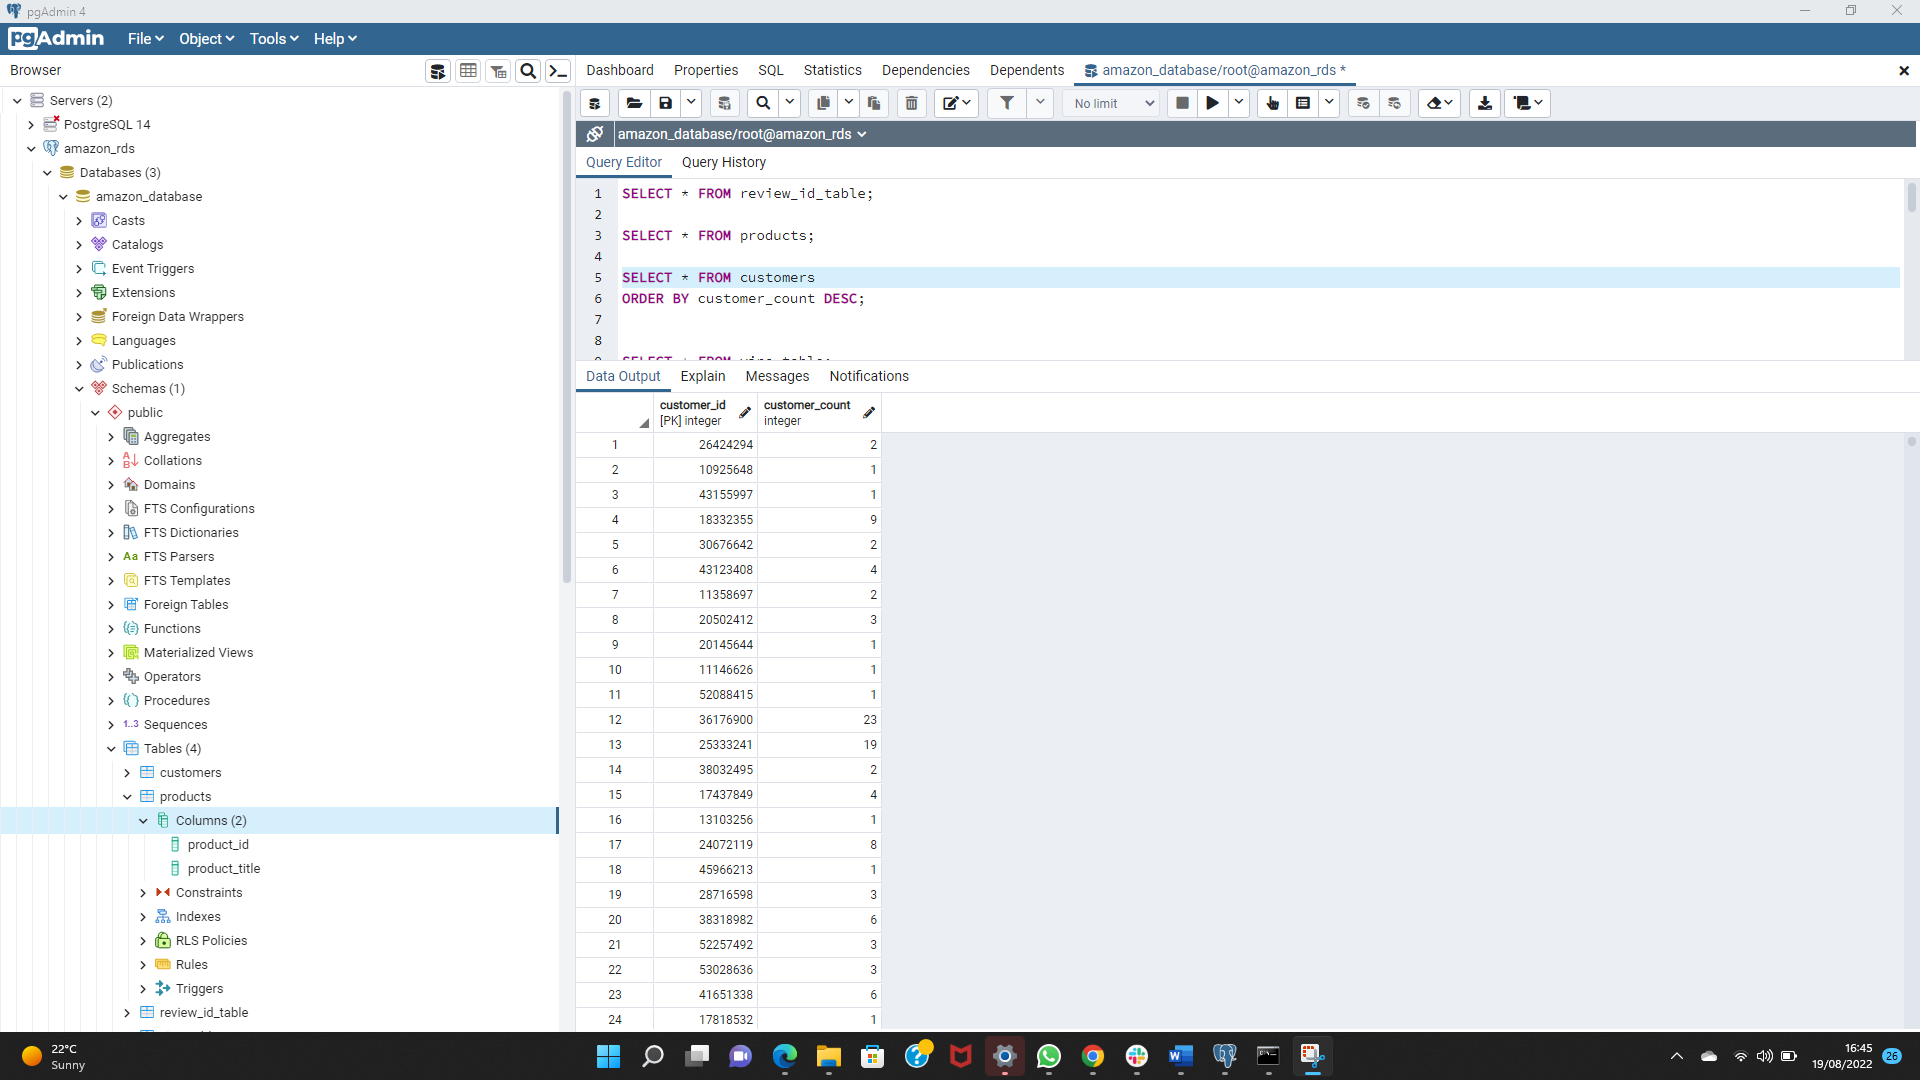 pgAdmin 4
pgAdmin File Object Tools Help
Browser
Dashboard Properties SQL Statistics Dependencies Dependents amazon_database/root@amazon_rds *
Servers (2)
PostgreSQL 14
amazon_rds
Databases (3)
amazon_database
Casts
Catalogs
Event Triggers
Extensions
Foreign Data Wrappers
Languages
Publications
Schemas (1)
public
Aggregates
Collations
Domains
FTS Configurations
FTS Dictionaries
Aa FTS Parsers
FTS Templates
Foreign Tables
Functions
Materialized Views
Operators
Procedures
1..3 Sequences
Tables (4)
customers
products
Columns (2)
product_id
product_title
Constraints
Indexes
RLS Policies
Rules
Triggers
review_id_table
No limit
amazon_database/root@amazon_rds
Query Editor Query History
1 SELECT * FROM review_id_table;
2
3 SELECT * FROM products;
4
5 SELECT * FROM customers
6 ORDER BY customer_count DESC;
7
8
9 SELECT * FROM vine_table;
Data Output Explain Messages Notifications
customer_id customer_count
[PK] integer integer
1 26424294 2
2 10925648 1
3 43155997 1
4 18332355 9
5 30676642 2
6 43123408 4
7 11358697 2
8 20502412 3
9 20145644 1
10 11146626 1
11 52088415 1
12 36176900 23
13 25333241 19
14 38032495 2
15 17437849 4
16 13103256 1
17 24072119 8
18 45966213 1
19 28716598 3
20 38318982 6
21 52257492 3
22 53028636 3
23 41651338 6
24 17818532 1
22°C
Sunny
16:45
19/08/2022
26